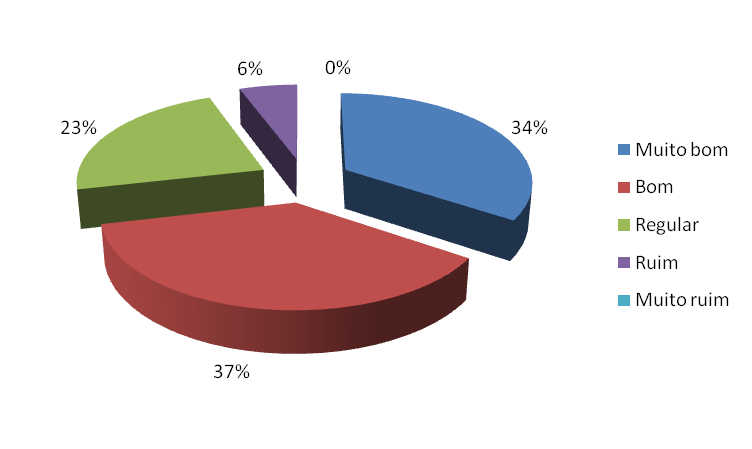 6%
0%
23%
34%
37%
Muito bom
Bom
Regular
Ruim
Muito ruim